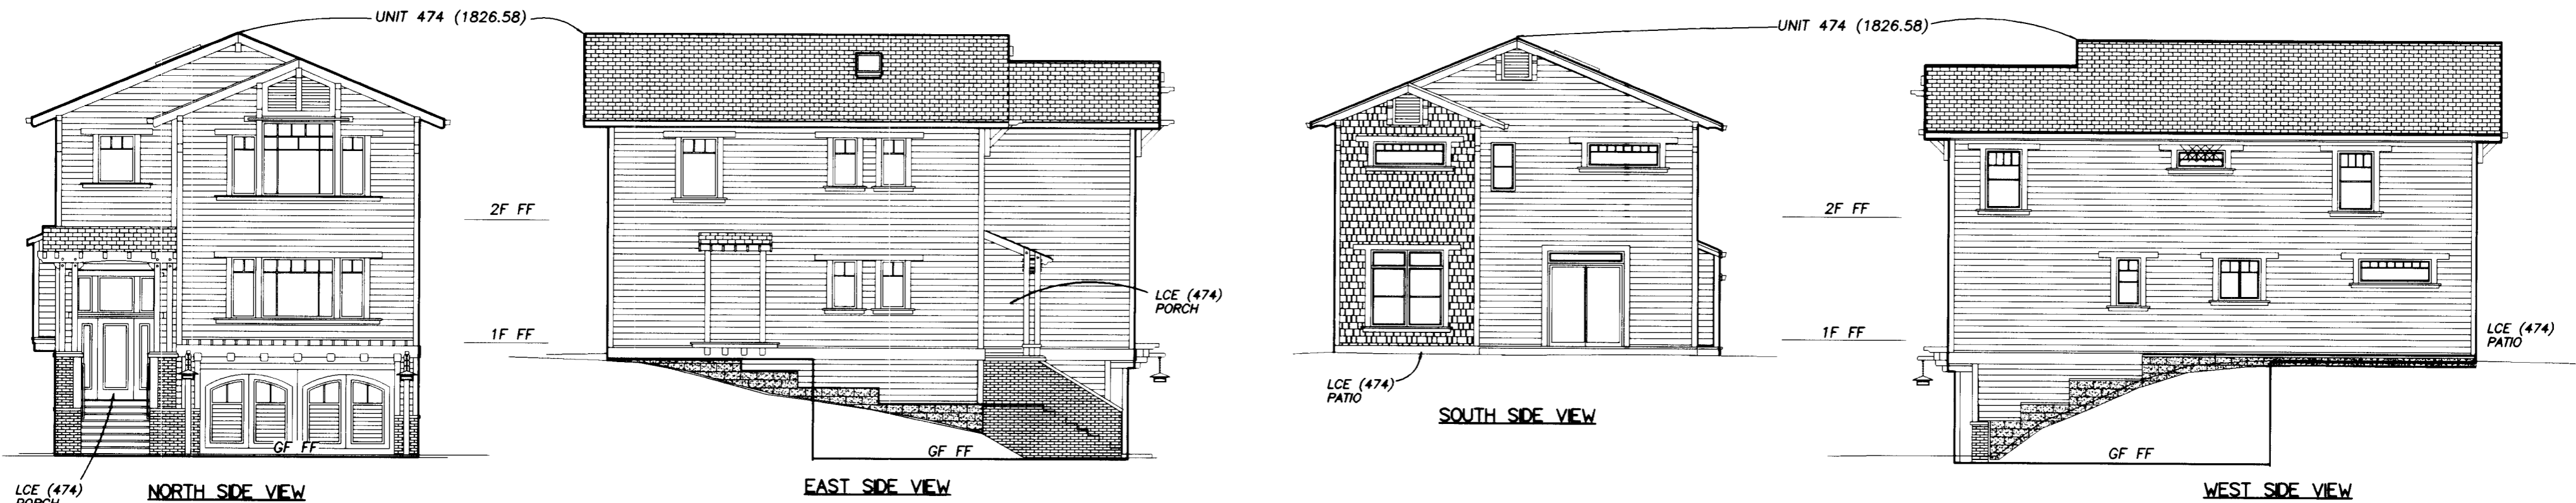 UNIT 474 (1826.58)
UNIT 474 (1826.58)
2F FF
2F FF
LCE (474)
PORCH
1F FF
1F FF
LCE (474)
PATIO
LCE (474)
PATIO
GF FF
GF FF
GF FF
LCE (474)
PORCH
NORTH SIDE VIEW
EAST SIDE VIEW
SOUTH SIDE VIEW
WEST SIDE VIEW